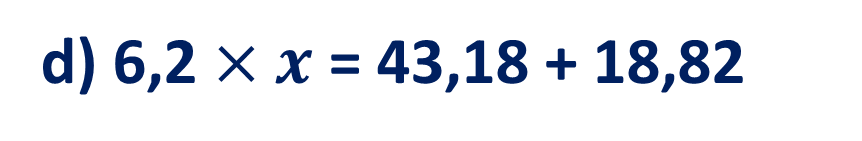 d) 6,2 × x = 43,18 + 18,82